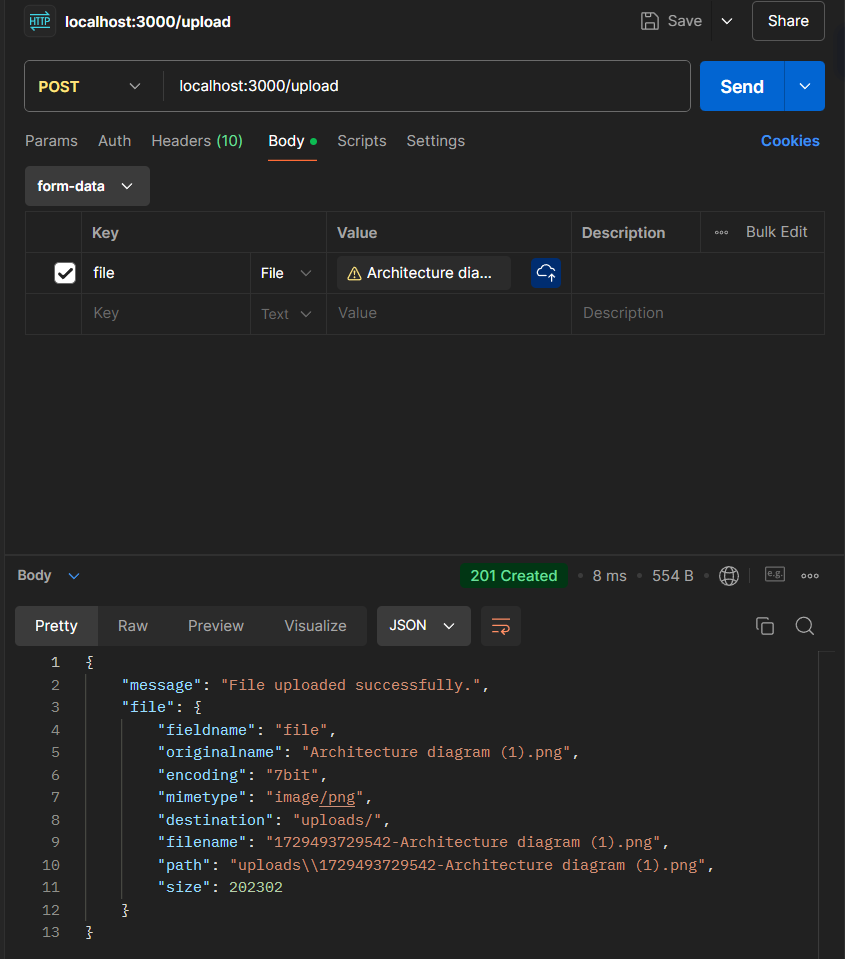 HTTP localhost:3000/upload Save Share
POST localhost:3000/upload Send
Params Auth Headers (10) Body Scripts Settings Cookies
form-data
Key Value Description Bulk Edit
file File Architecture dia...
Key Text Value Description
Body 201 Created 8 ms 554 B e.g.
Pretty Raw Preview Visualize JSON
1 {
2 "message": "File uploaded successfully.",
3 "file": {
4 "fieldname": "file",
5 "originalname": "Architecture diagram (1).png",
6 "encoding": "7bit",
7 "mimetype": "image/png",
8 "destination": "uploads/",
9 "filename": "1729493729542-Architecture diagram (1).png",
10 "path": "uploads\\1729493729542-Architecture diagram (1).png",
11 "size": 202302
12 }
13 }